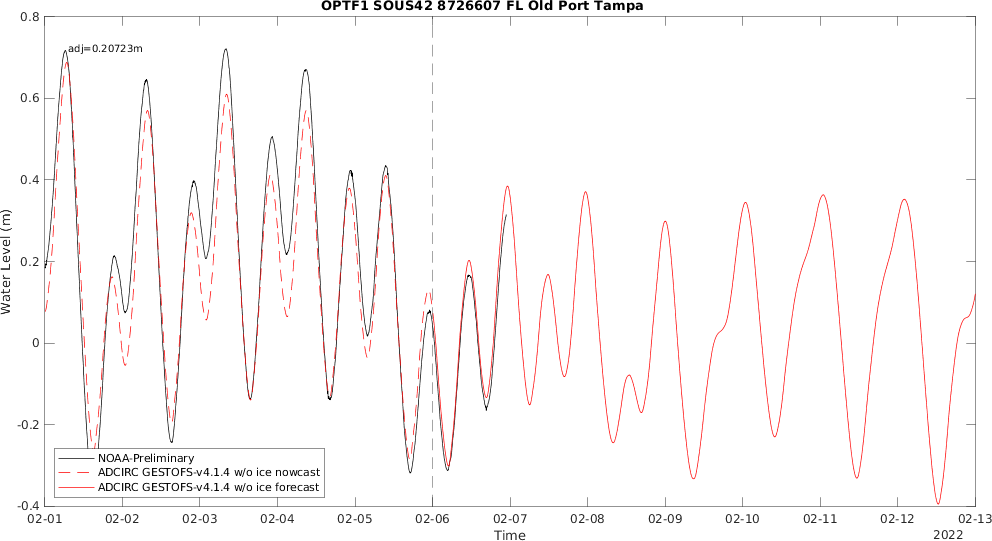 OPTF1 SOUS42 8726607 FL Old Port Tampa
0.8
adj=0.20723m
0.6
0.4
0.2
0
-0.2
-0.4
Water Level (m)
NOAA-Preliminary
ADCIRC GESTOFS-v4.1.4 w/o ice nowcast
ADCIRC GESTOFS-v4.1.4 w/o ice forecast
02-01 02-02 02-03 02-04 02-05 02-06 02-07 02-08 02-09 02-10 02-11 02-12 02-13
Time
2022